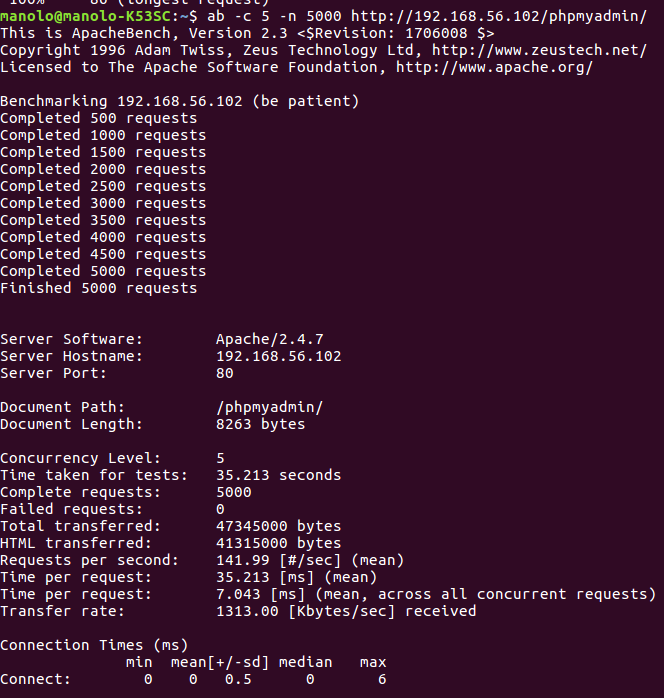 100%     80 (longest request)
manolo@manolo-K53SC:~$ ab -c 5 -n 5000 http://192.168.56.102/phpmyadmin/
This is ApacheBench, Version 2.3 <$Revision: 1706008 $>
Copyright 1996 Adam Twiss, Zeus Technology Ltd, http://www.zeustech.net/
Licensed to The Apache Software Foundation, http://www.apache.org/

Benchmarking 192.168.56.102 (be patient)
Completed 500 requests
Completed 1000 requests
Completed 1500 requests
Completed 2000 requests
Completed 2500 requests
Completed 3000 requests
Completed 3500 requests
Completed 4000 requests
Completed 4500 requests
Completed 5000 requests
Finished 5000 requests


Server Software:        Apache/2.4.7
Server Hostname:        192.168.56.102
Server Port:            80

Document Path:          /phpmyadmin/
Document Length:        8263 bytes

Concurrency Level:      5
Time taken for tests:   35.213 seconds
Complete requests:      5000
Failed requests:        0
Total transferred:      47345000 bytes
HTML transferred:       41315000 bytes
Requests per second:    141.99 [#/sec] (mean)
Time per request:       35.213 [ms] (mean)
Time per request:       7.043 [ms] (mean, across all concurrent requests)
Transfer rate:          1313.00 [Kbytes/sec] received

Connection Times (ms)
              min  mean[+/-sd] median   max
Connect:        0    0   0.5      0       6